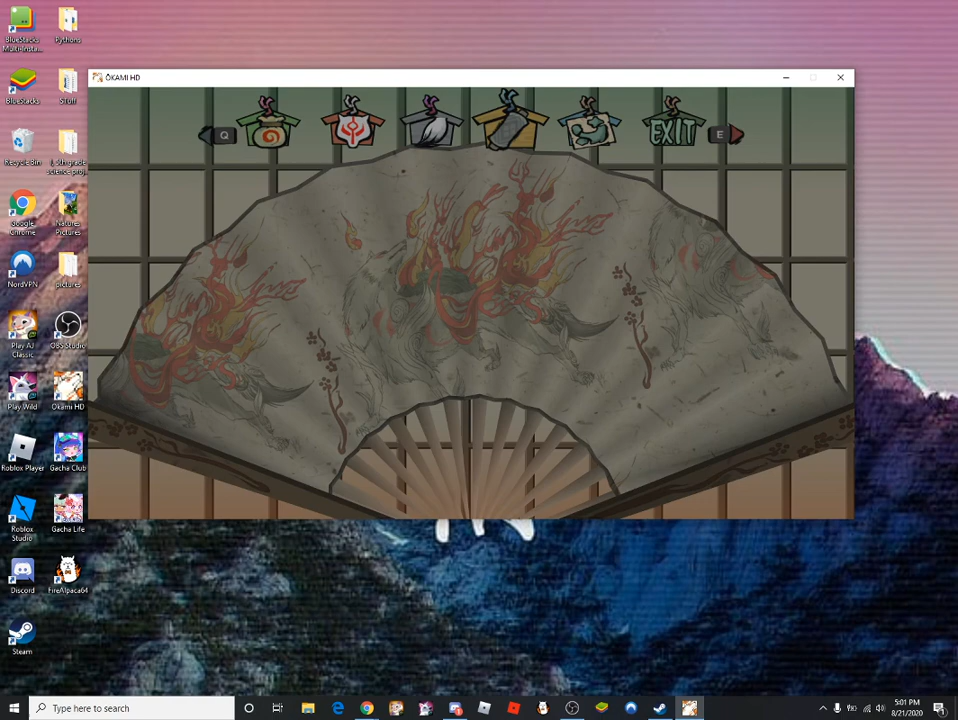 ŌKAMI HD
Q
EXIT
E
BlueStacks
Multi-Insta...
Pythons
BlueStacks
STuff
Recycle Bin
Google
Chrome
Natures
Pictures
NordVPN
pictures
Play AJ
Classic
OBS Studio
Play Wild
Okami HD
Roblox Player
Gacha Club
Roblox
Studio
Gacha Life
Discord
FireAlpaca64
Steam
Type here to search
5:01 PM
8/21/2020